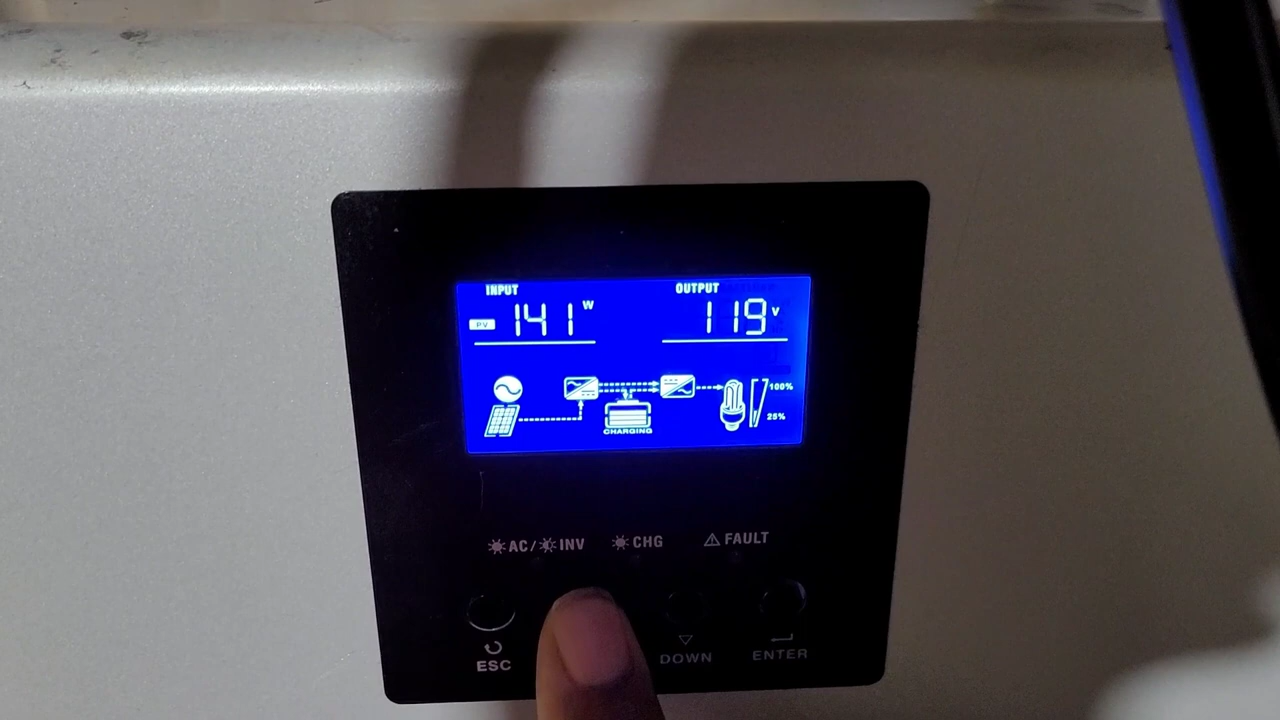 INPUT OUTPUT
PV 141 W 119 V
100%
25%
CHARGING
AC/ INV CHG FAULT
ESC DOWN ENTER